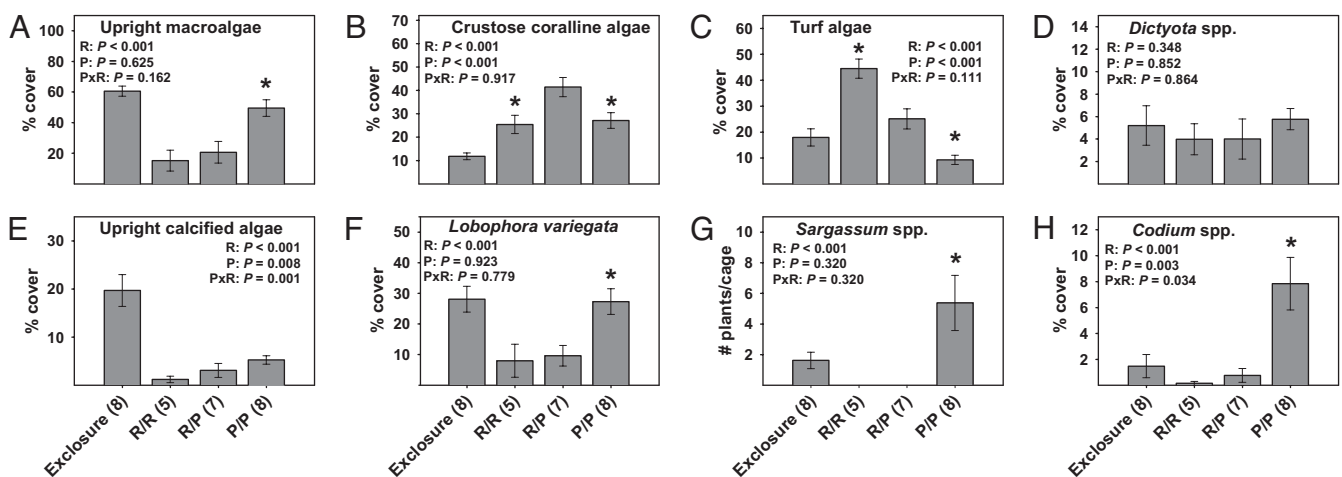 A Upright macroalgae
100
80
60
40
20
% cover
R: P < 0.001
P: P = 0.625
PxR: P = 0.162
*
B Crustose coralline algae
70
60
50
40
30
20
10
% cover
R: P < 0.001
P: P < 0.001
PxR: P = 0.917
* *
C Turf algae
60
50
40
30
20
10
% cover
R: P < 0.001
P: P < 0.001
PxR: P = 0.111
*
*
D Dictyota spp.
14
12
10
8
6
4
2
% cover
R: P = 0.348
P: P = 0.852
PxR: P = 0.864
E Upright calcified algae
30
20
10
% cover
R: P < 0.001
P: P = 0.008
PxR: P = 0.001
Exclosure (8) R/R (5) R/P (7) P/P (8)
F Lobophora variegata
50
40
30
20
10
% cover
R: P < 0.001
P: P = 0.923
PxR: P = 0.779
*
Exclosure (8) R/R (5) R/P (7) P/P (8)
G Sargassum spp.
10
8
6
4
2
# plants/cage
R: P < 0.001
P: P = 0.320
PxR: P = 0.320
*
Exclosure (8) R/R (5) R/P (7) P/P (8)
H Codium spp.
10
8
6
4
2
% cover
R: P < 0.001
P: P = 0.003
PxR: P = 0.034
*
Exclosure (8) R/R (5) R/P (7) P/P (8)